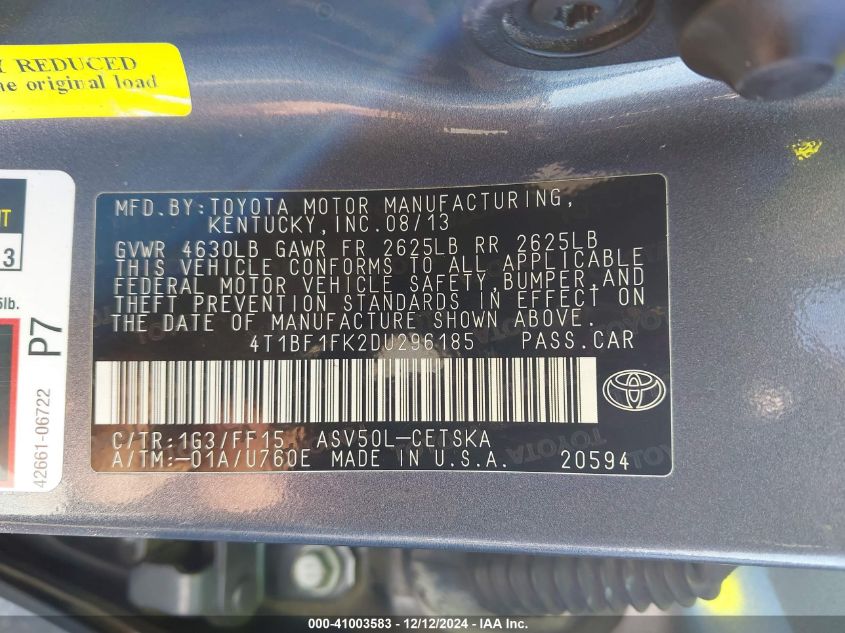 Y REDUCED
he original load
NT
13
5lb.
P7
42661-06722
MFD.BY:TOYOTA MOTOR MANUFACTURING,
KENTUCKY,INC.08/13
GVWR 4630LB GAWR FR 2625LB RR 2625LB
THIS VEHICLE CONFORMS TO ALL APPLICABLE
FEDERAL MOTOR VEHICLE SAFETY,BUMPER,AND
THEFT PREVENTION STANDARDS IN EFFECT ON
THE DATE OF MANUFACTURE SHOWN ABOVE.
4T1BF1FK2DU296185 PASS.CAR
C/TR:1G3/FF15 ASV50L-CETSKA
A/TM:-01A/U760E MADE IN U.S.A. 20594
000-41003583 - 12/12/2024 - IAA Inc.